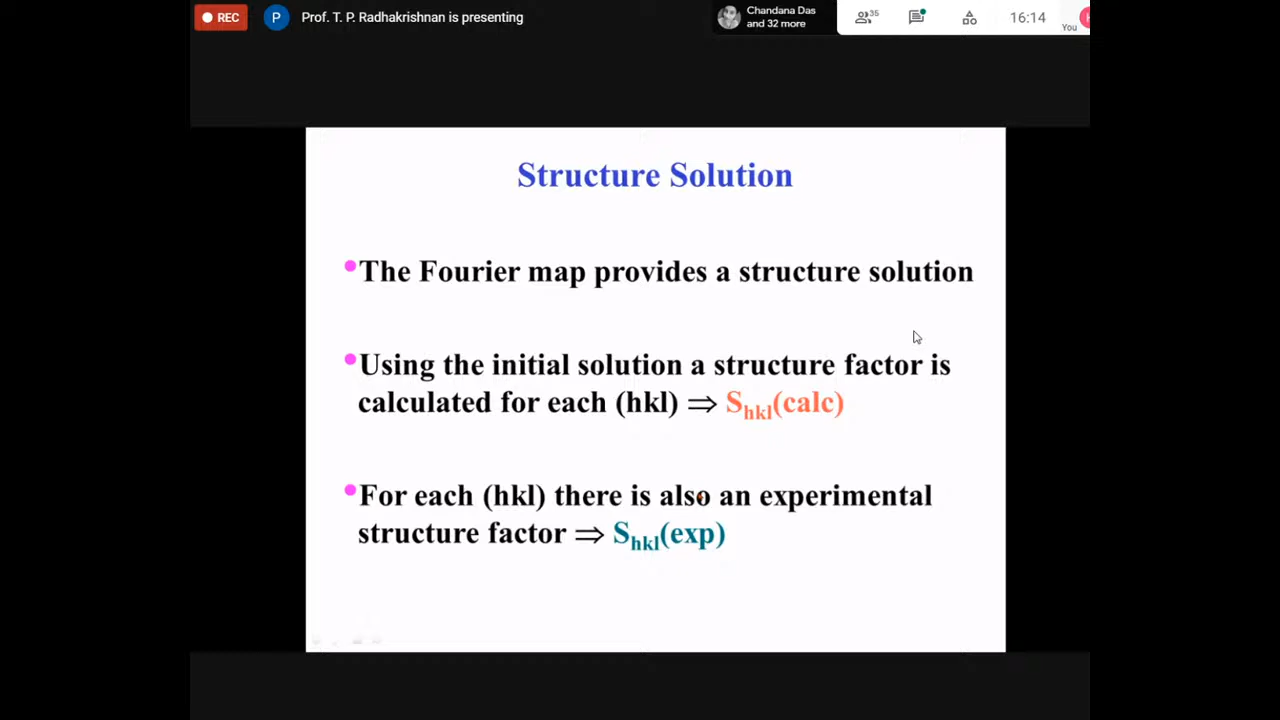 REC
P
Prof. T. P. Radhakrishnan is presenting
Chandana Das
and 32 more
35
16:14
You
Structure Solution
•The Fourier map provides a structure solution
•Using the initial solution a structure factor is
calculated for each (hkl) ⇒ Shkl(calc)
•For each (hkl) there is also an experimental
structure factor ⇒ Shkl(exp)